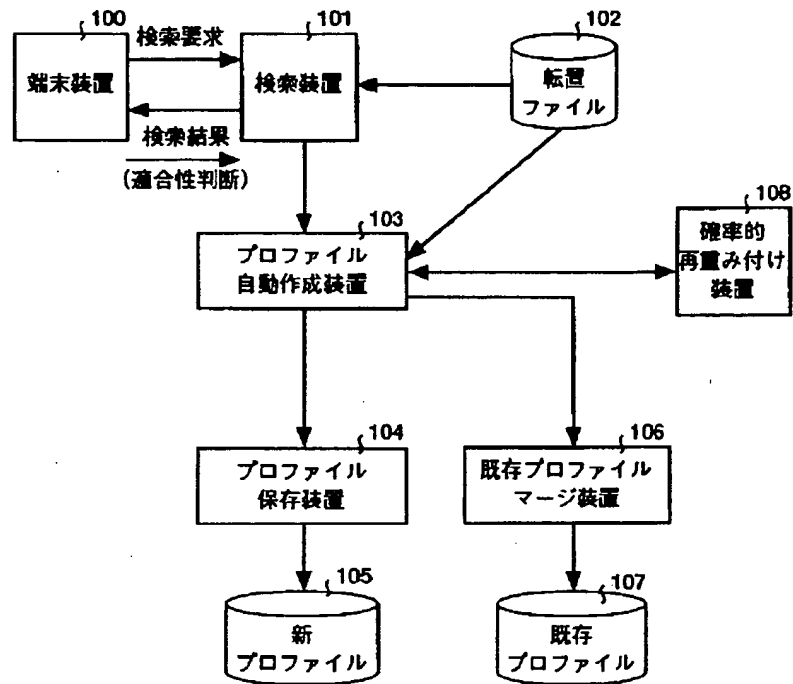 100
101
102
検索要求
端末装置
検索装置
転置
ファイル
検索結果
(適合性判断)
103
108
プロファイル
自動作成装置
確率的
再重み付け
装置
104
106
プロファイル
保存装置
既存プロファイル
マージ装置
105
107
新
プロファイル
既存
プロファイル